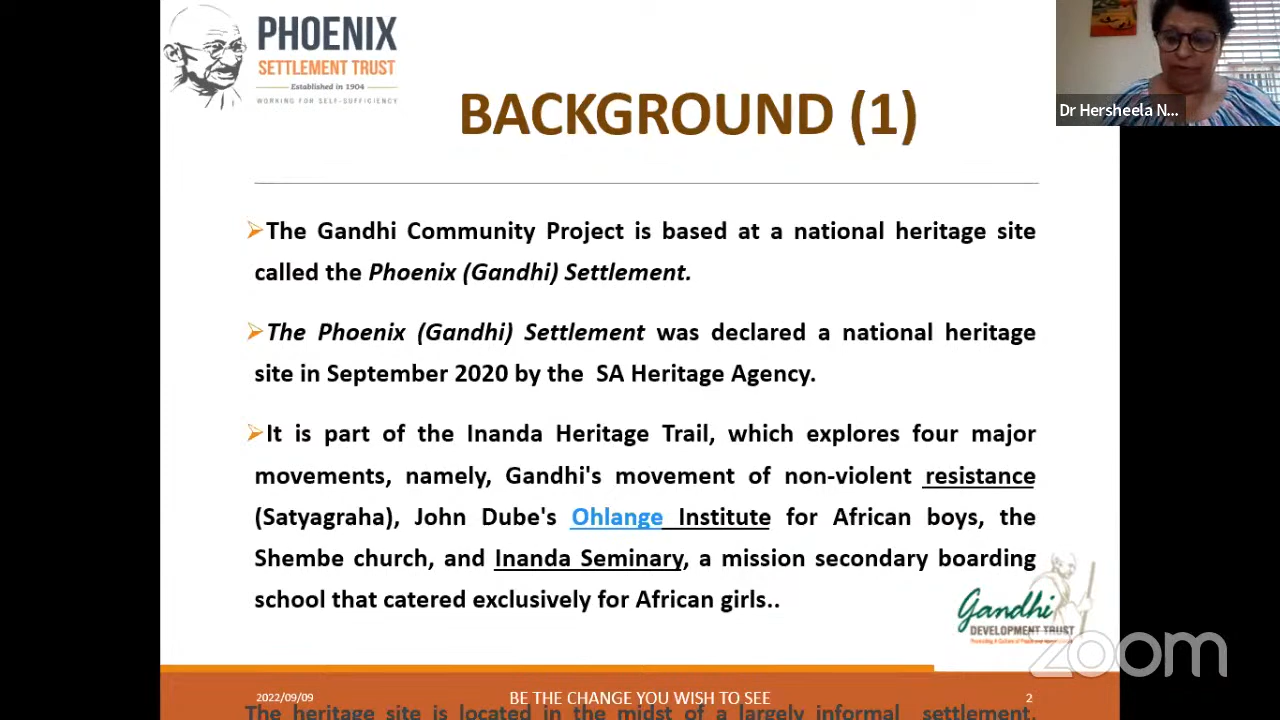 PHOENIX
SETTLEMENT TRUST
Established in 1904
WORKING FOR SELF-SUFFICIENCY
Dr Hersheela N...
BACKGROUND (1)
The Gandhi Community Project is based at a national heritage site
called the Phoenix (Gandhi) Settlement.
The Phoenix (Gandhi) Settlement was declared a national heritage
site in September 2020 by the SA Heritage Agency.
It is part of the Inanda Heritage Trail, which explores four major
movements, namely, Gandhi's movement of non-violent resistance
(Satyagraha), John Dube's Ohlange Institute for African boys, the
Shembe church, and Inanda Seminary, a mission secondary boarding
school that catered exclusively for African girls..
Gandhi
DEVELOPMENT TRUST
zoom
2022/09/09
BE THE CHANGE YOU WISH TO SEE
2
The heritage site is located in the midst of a largely informal settlement,